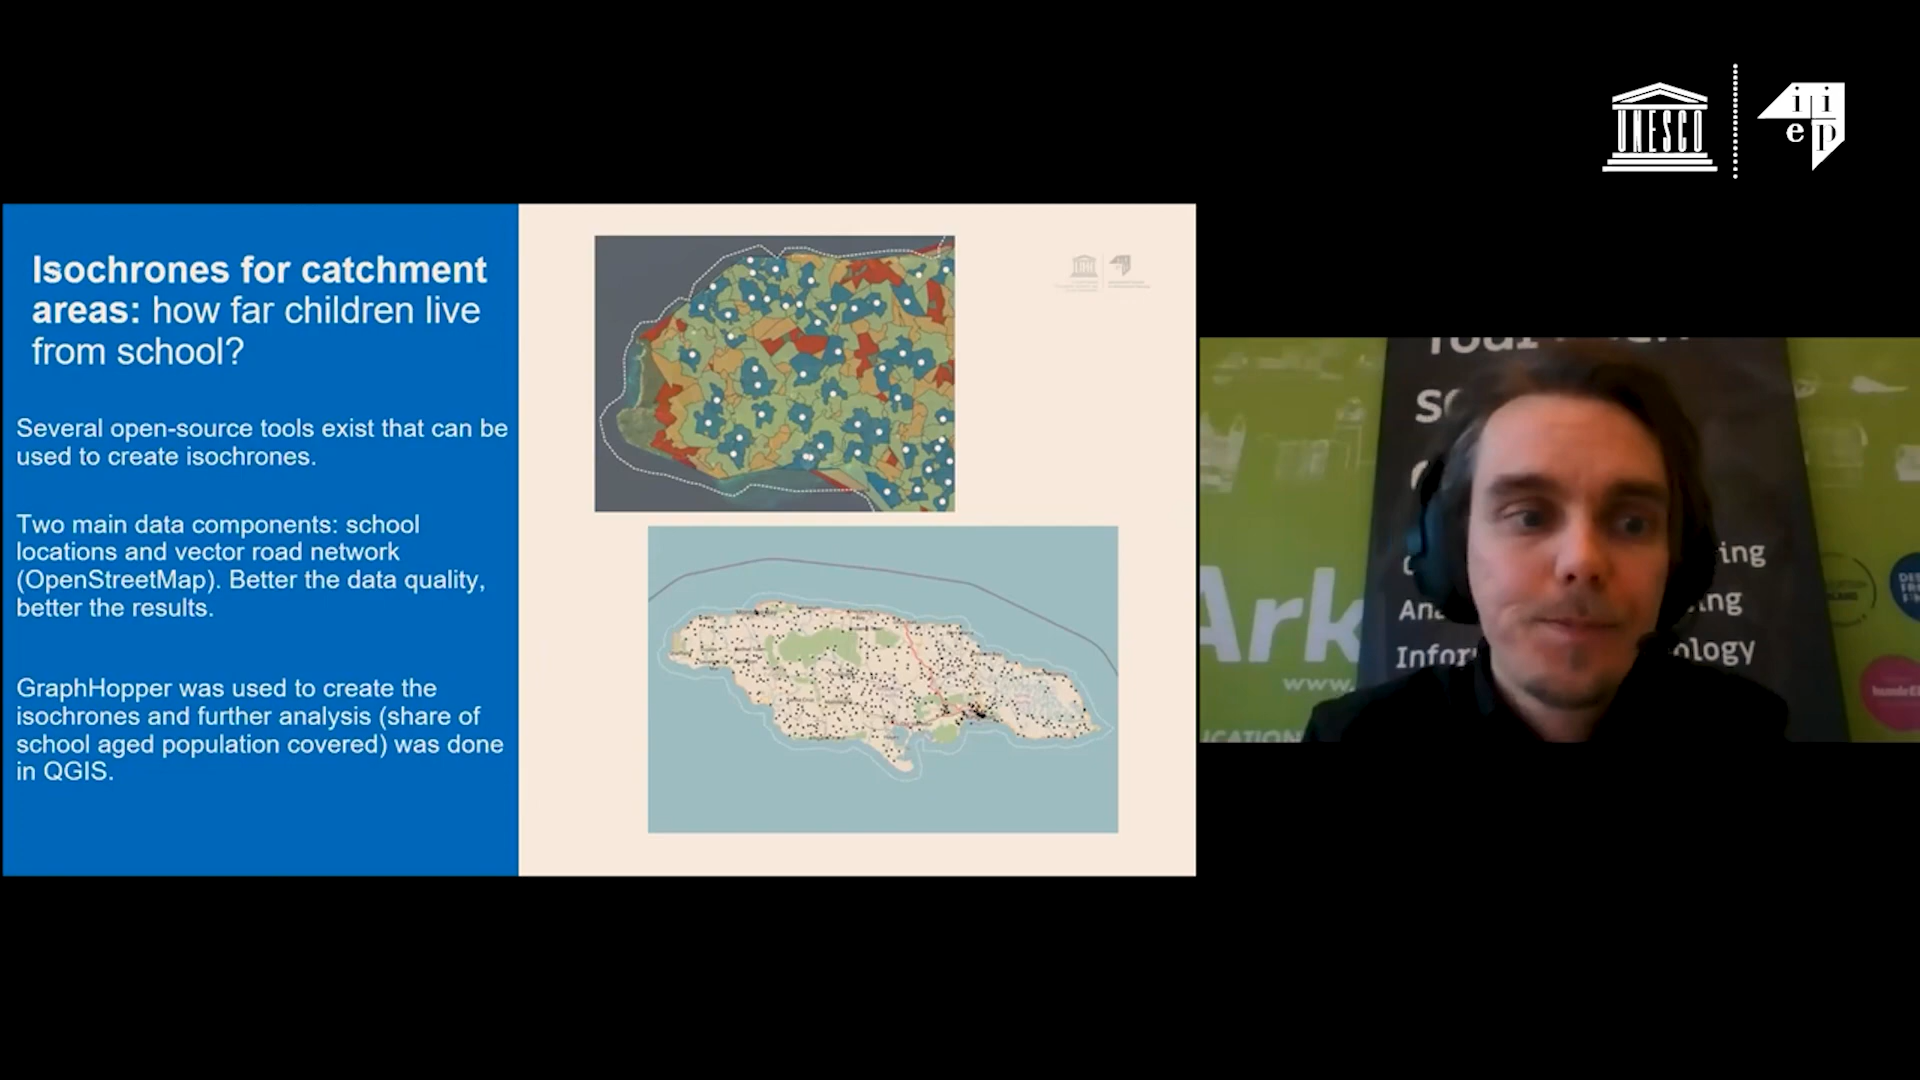 UNESCO
iiep
Isochrones for catchment
areas: how far children live
from school?
Several open-source tools exist that can be
used to create isochrones.
Two main data components: school
locations and vector road network
(OpenStreetMap). Better the data quality,
better the results.
GraphHopper was used to create the
isochrones and further analysis (share of
school aged population covered) was done
in QGIS.
Ark
www.